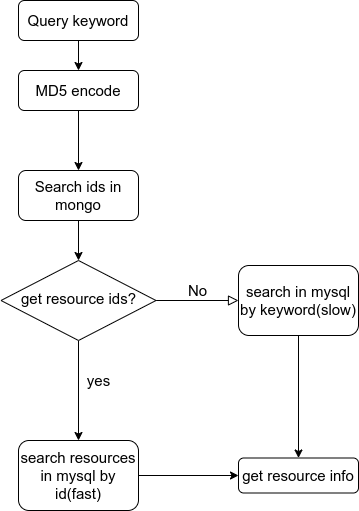 Query keyword
MD5 encode
Search ids in
mongo
get resource ids?
No
search in mysql
by keyword(slow)
yes
search resources
in mysql by
id(fast)
get resource info